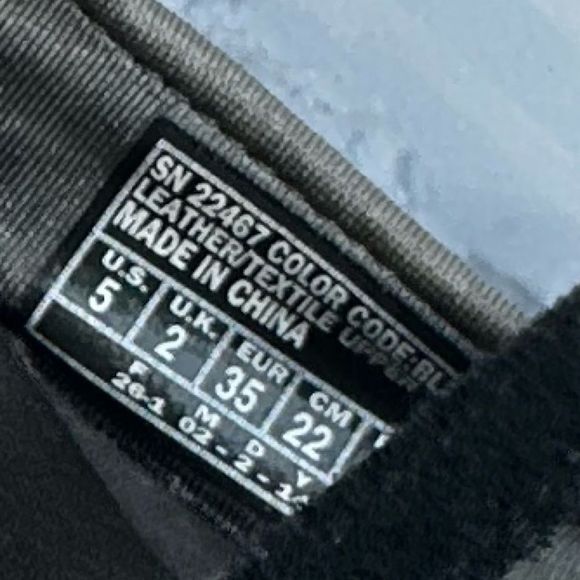 SN 22467 COLOR CODE:BL
LEATHER/TEXTILE UPPER
MADE IN CHINA
U.S. U.K. EUR CM
5 2 35 22
F M D Y
26-1 02-2-1